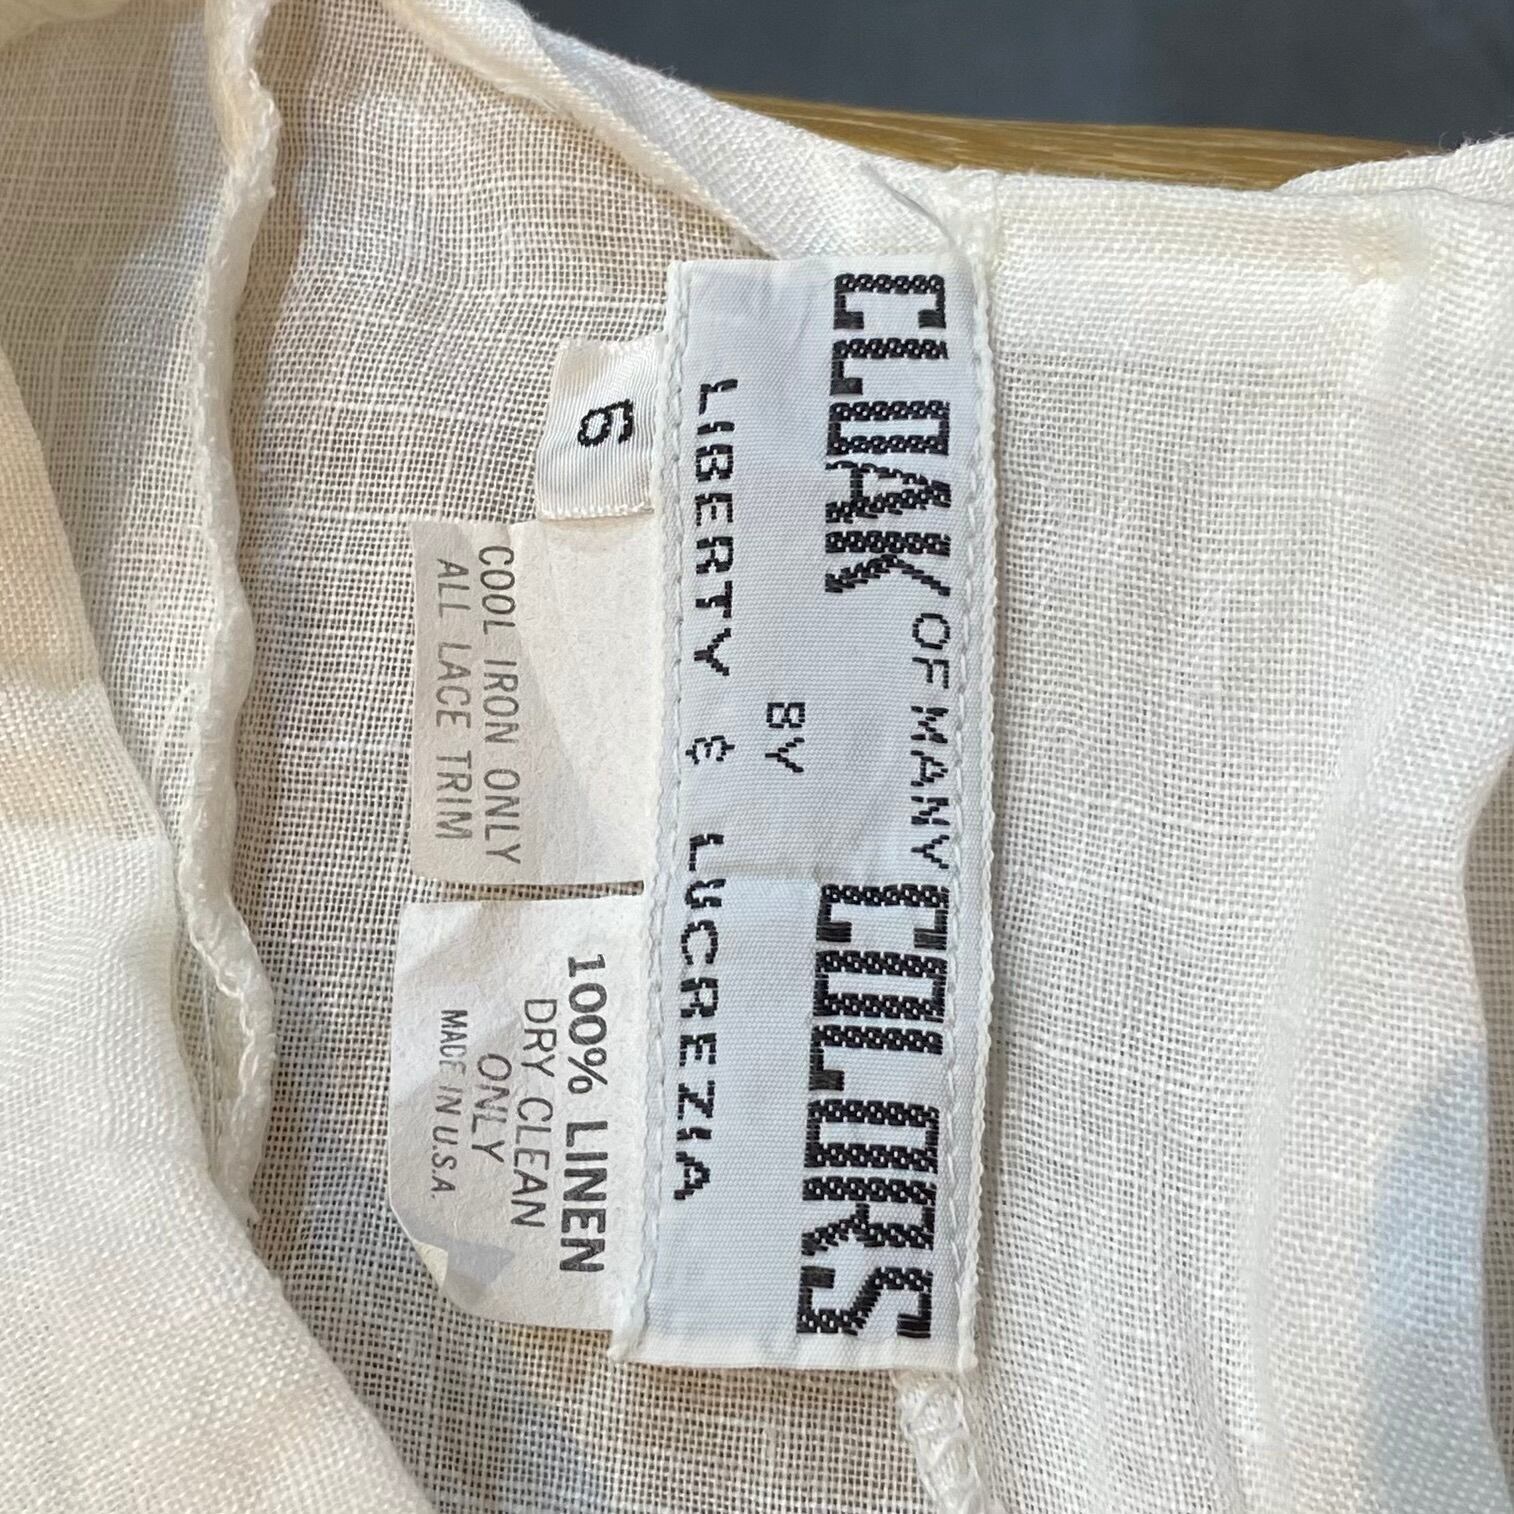 CLOAK OF MANY COLORS
BY
LIBERTY & LUCREZIA
6
COOL IRON ONLY
ALL LACE TRIM
100% LINEN
DRY CLEAN
ONLY
MADE IN U.S.A.